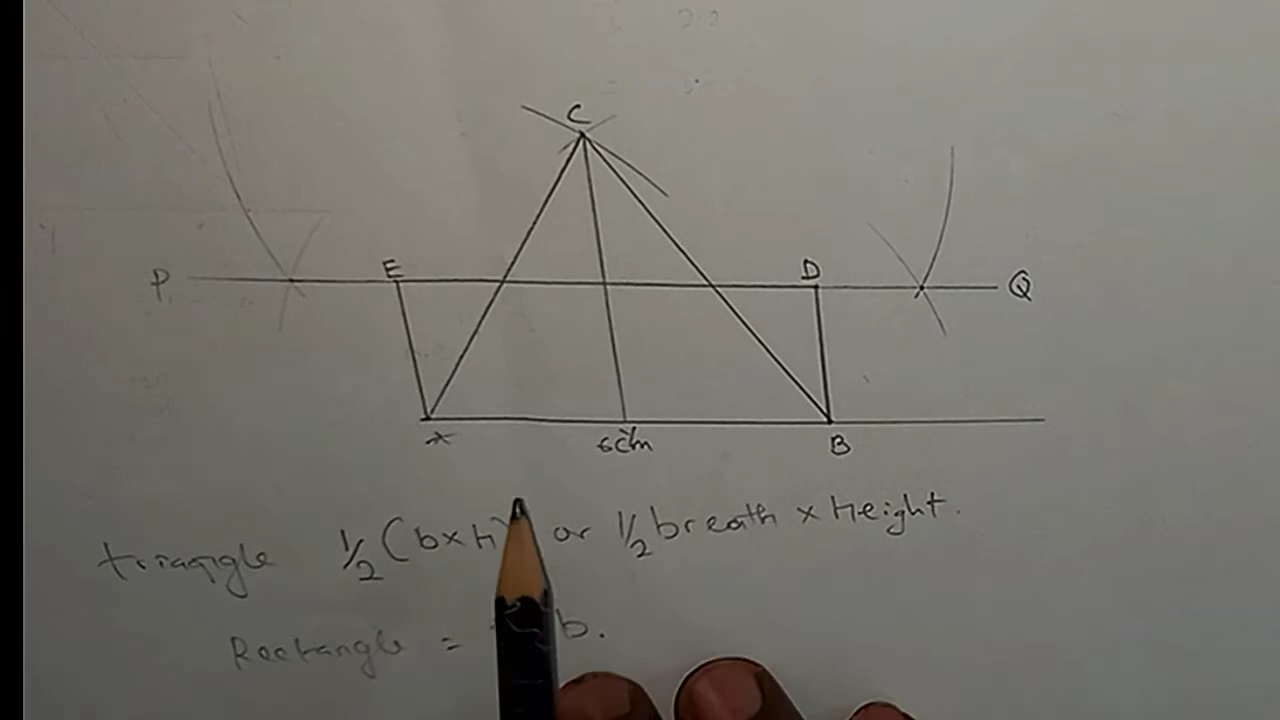 C
P E D Q
A 6cm B
triangle 1/2 (b×h) or 1/2 breath × height.
Rectangle = b.